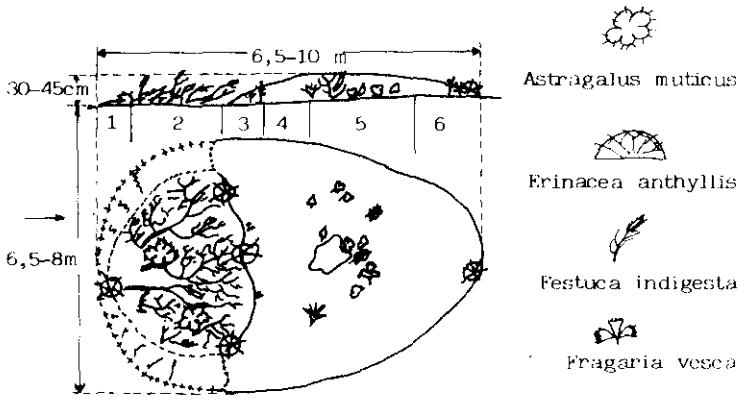 6,5-10 m
30-45cm
1 2 3 4 5 6
6,5-8m
Astragalus muticus
Erinacea anthyllis
Festuca indigesta
Fragaria vesca